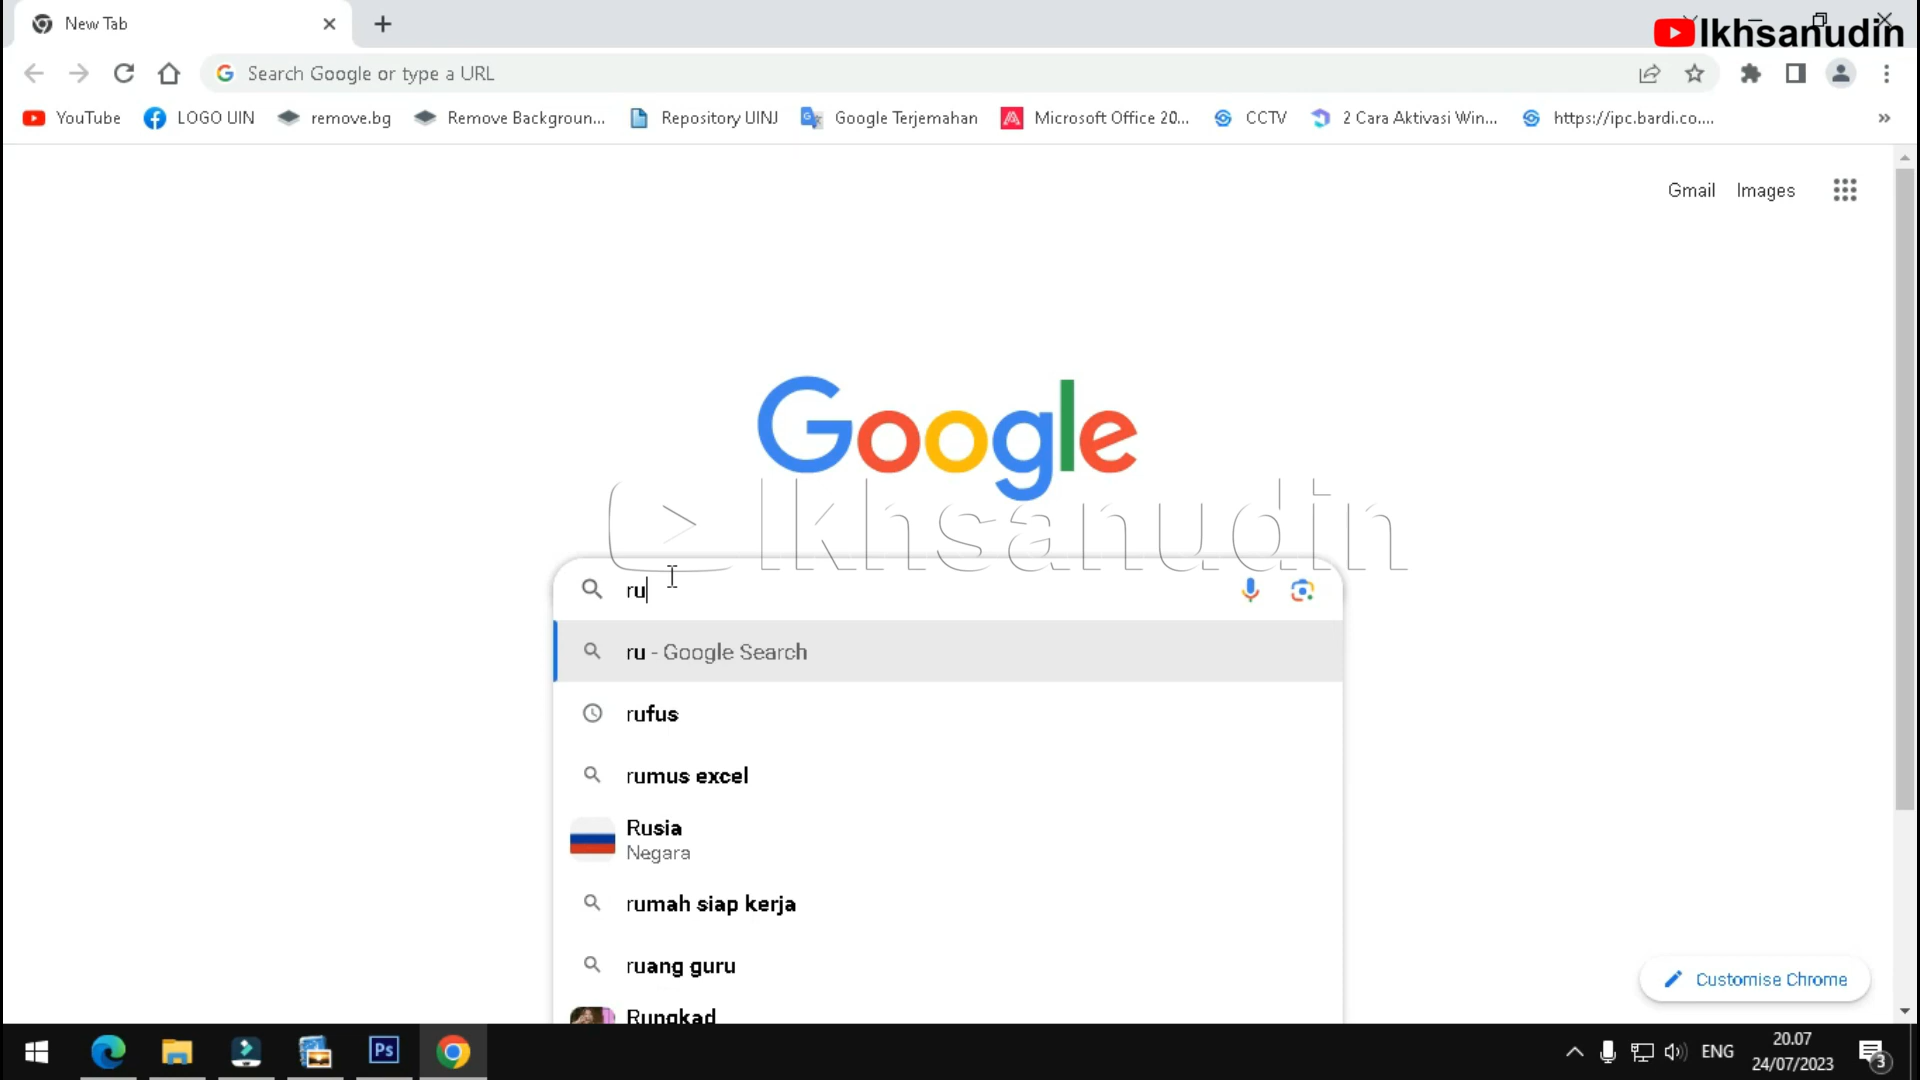 New Tab
Ikhsanudin
Search Google or type a URL
YouTube LOGO UIN remove.bg Remove Backgroun... Repository UINJ Google Terjemahan Microsoft Office 20... CCTV 2 Cara Aktivasi Win... https://ipc.bardi.co.... »
Gmail Images
Google
Ikhsanudin
ru
ru - Google Search
rufus
rumus excel
Rusia
Negara
rumah siap kerja
ruang guru
Rungkad
Customise Chrome
Ps
ENG
20.07
24/07/2023
3